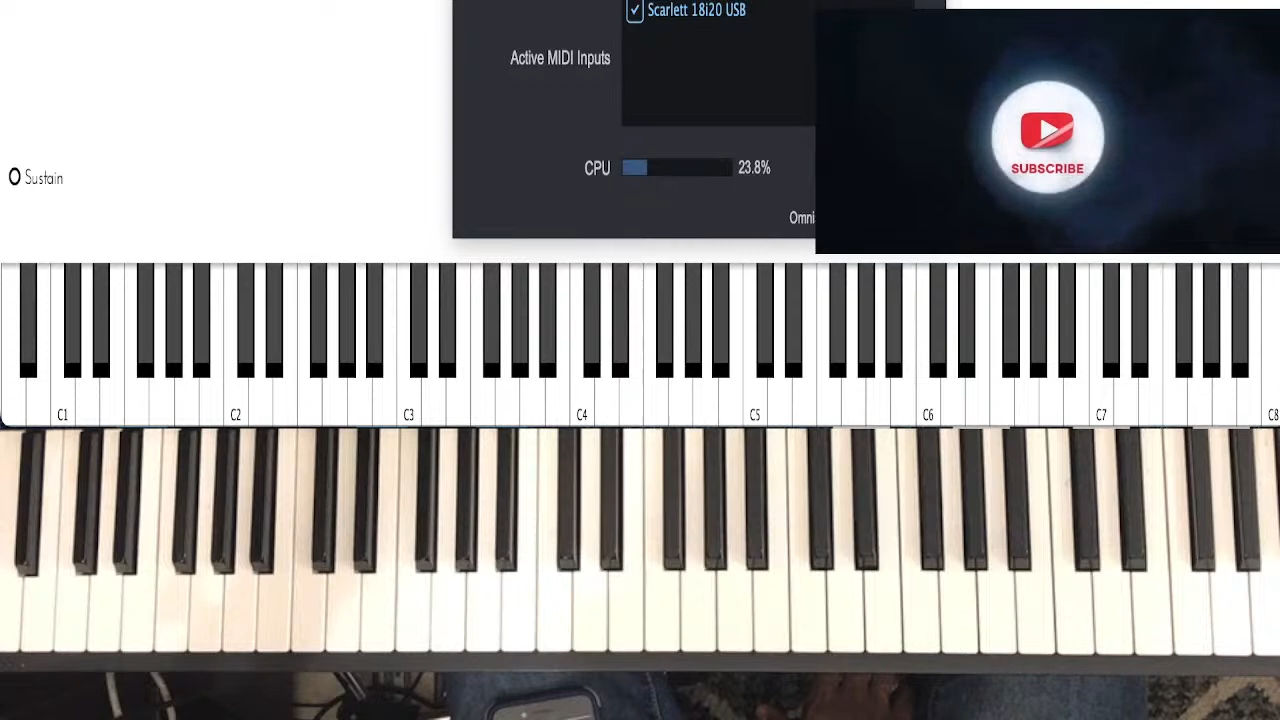 Scarlett 18i20 USB
Active MIDI Inputs
CPU 23.8%
Sustain
Omni
SUBSCRIBE
C1 C2 C3 C4 C5 C6 C7 C8